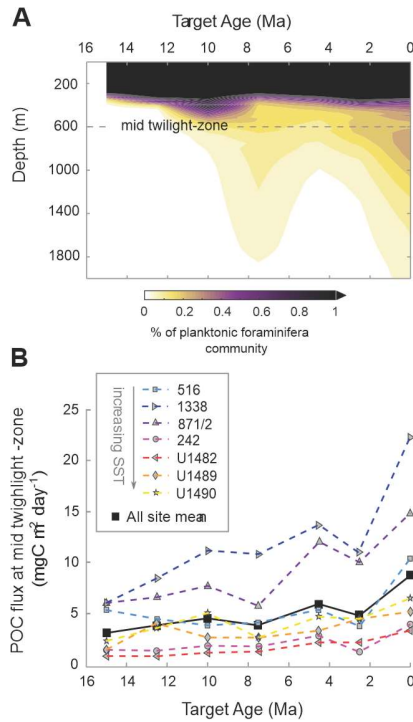 A
Target Age (Ma)
16 14 12 10 8 6 4 2 0
200
600
1000
1400
1800
Depth (m)
mid twilight-zone
0 0.2 0.4 0.6 0.8 1
% of planktonic foraminifera
community
B
25
20
15
10
5
0
POC flux at mid twighlight -zone
(mgC m² day⁻¹)
increasing SST
516
1338
871/2
242
U1482
U1489
U1490
All site mean
16 14 12 10 8 6 4 2 0
Target Age (Ma)